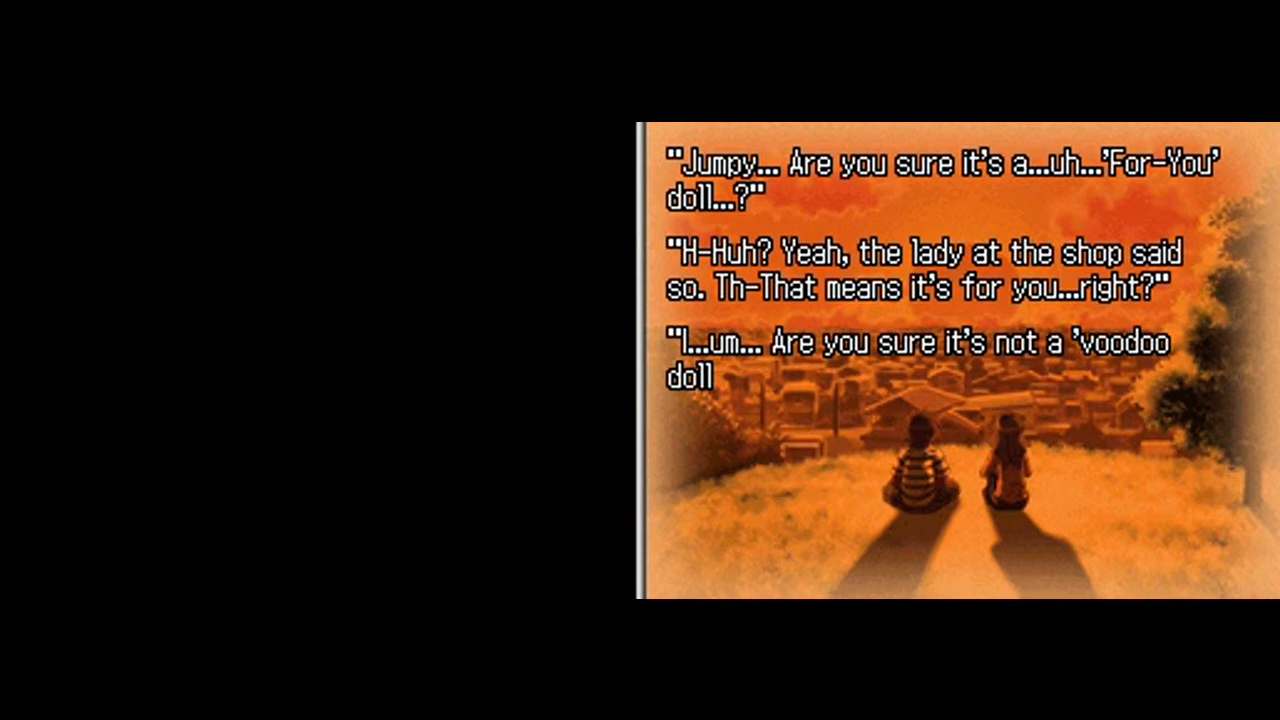 "Jumpy... Are you sure it's a...uh...'For-You'
doll...?"
"H-Huh? Yeah, the lady at the shop said
so. Th-That means it's for you...right?"
"I...um... Are you sure it's not a 'voodoo
doll